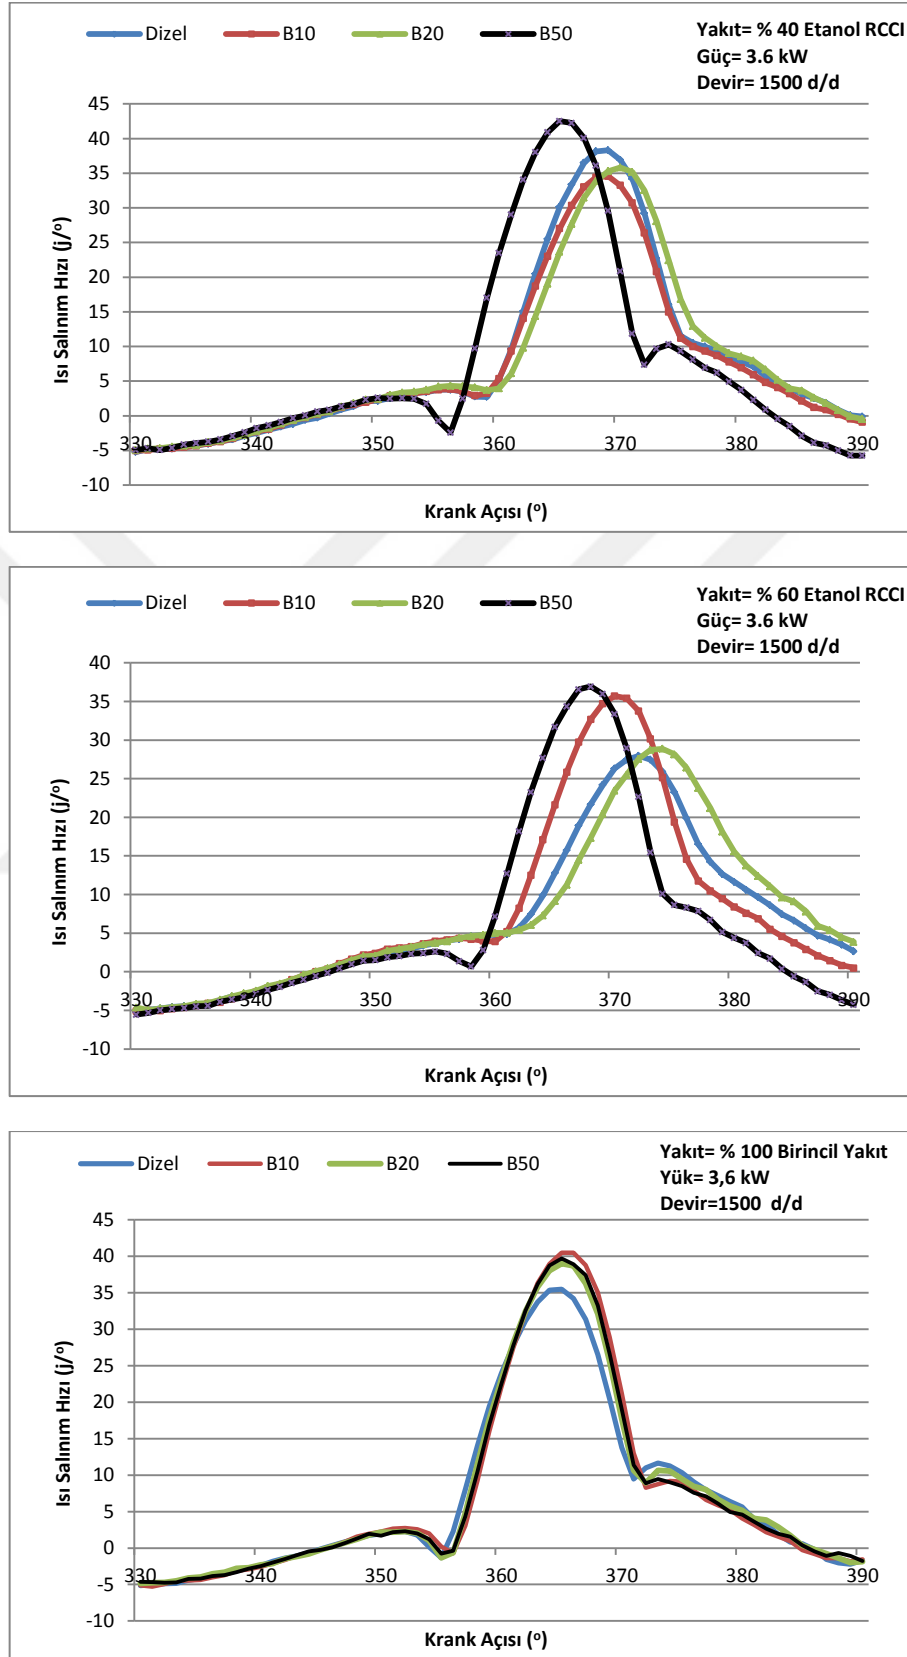 Dizel B10 B20 B50
Yakıt= % 40 Etanol RCCI
Güç= 3.6 kW
Devir= 1500 d/d
Isı Salınım Hızı (j/º)
45
40
35
30
25
20
15
10
5
0
-5
-10
330 340 350 360 370 380 390
Krank Açısı (º)
Dizel B10 B20 B50
Yakıt= % 60 Etanol RCCI
Güç= 3.6 kW
Devir= 1500 d/d
Isı Salınım Hızı (j/º)
40
35
30
25
20
15
10
5
0
-5
-10
330 340 350 360 370 380 390
Krank Açısı (º)
Dizel B10 B20 B50
Yakıt= % 100 Birincil Yakıt
Yük= 3,6 kW
Devir=1500 d/d
Isı Salınım Hızı (j/º)
45
40
35
30
25
20
15
10
5
0
-5
-10
330 340 350 360 370 380 390
Krank Açısı (º)